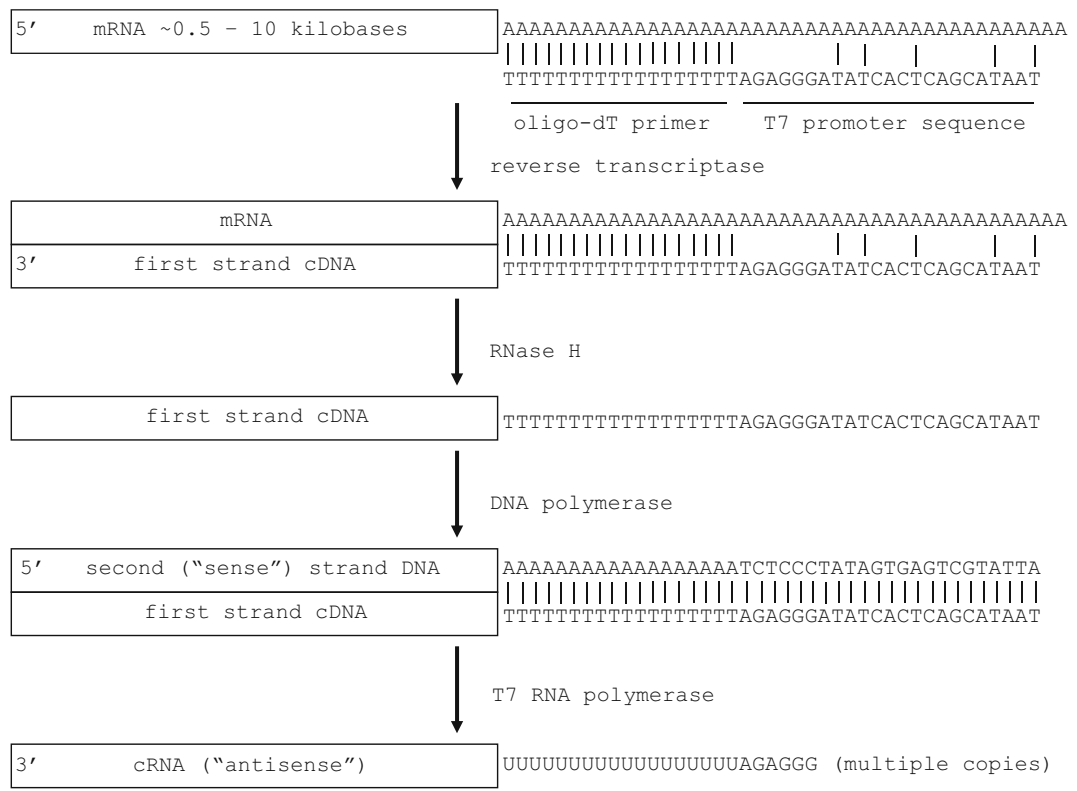 5′ mRNA ~0.5 – 10 kilobases AAAAAAAAAAAAAAAAAAAAAAAAAAAAAAAAAAAAAAAAAAA
TTTTTTTTTTTTTTTTTTAGAGGGATATCACTCAGCATAAT
oligo-dT primer T7 promoter sequence
reverse transcriptase
mRNA AAAAAAAAAAAAAAAAAAAAAAAAAAAAAAAAAAAAAAAAAAA
3′ first strand cDNA TTTTTTTTTTTTTTTTTTAGAGGGATATCACTCAGCATAAT
RNase H
first strand cDNA TTTTTTTTTTTTTTTTTTAGAGGGATATCACTCAGCATAAT
DNA polymerase
5′ second (“sense”) strand DNA AAAAAAAAAAAAAAAAAATCTCCCTATAGTGAGTCGTATTA
first strand cDNA TTTTTTTTTTTTTTTTTTAGAGGGATATCACTCAGCATAAT
T7 RNA polymerase
3′ cRNA (“antisense”) UUUUUUUUUUUUUUUUUUAGAGGG (multiple copies)